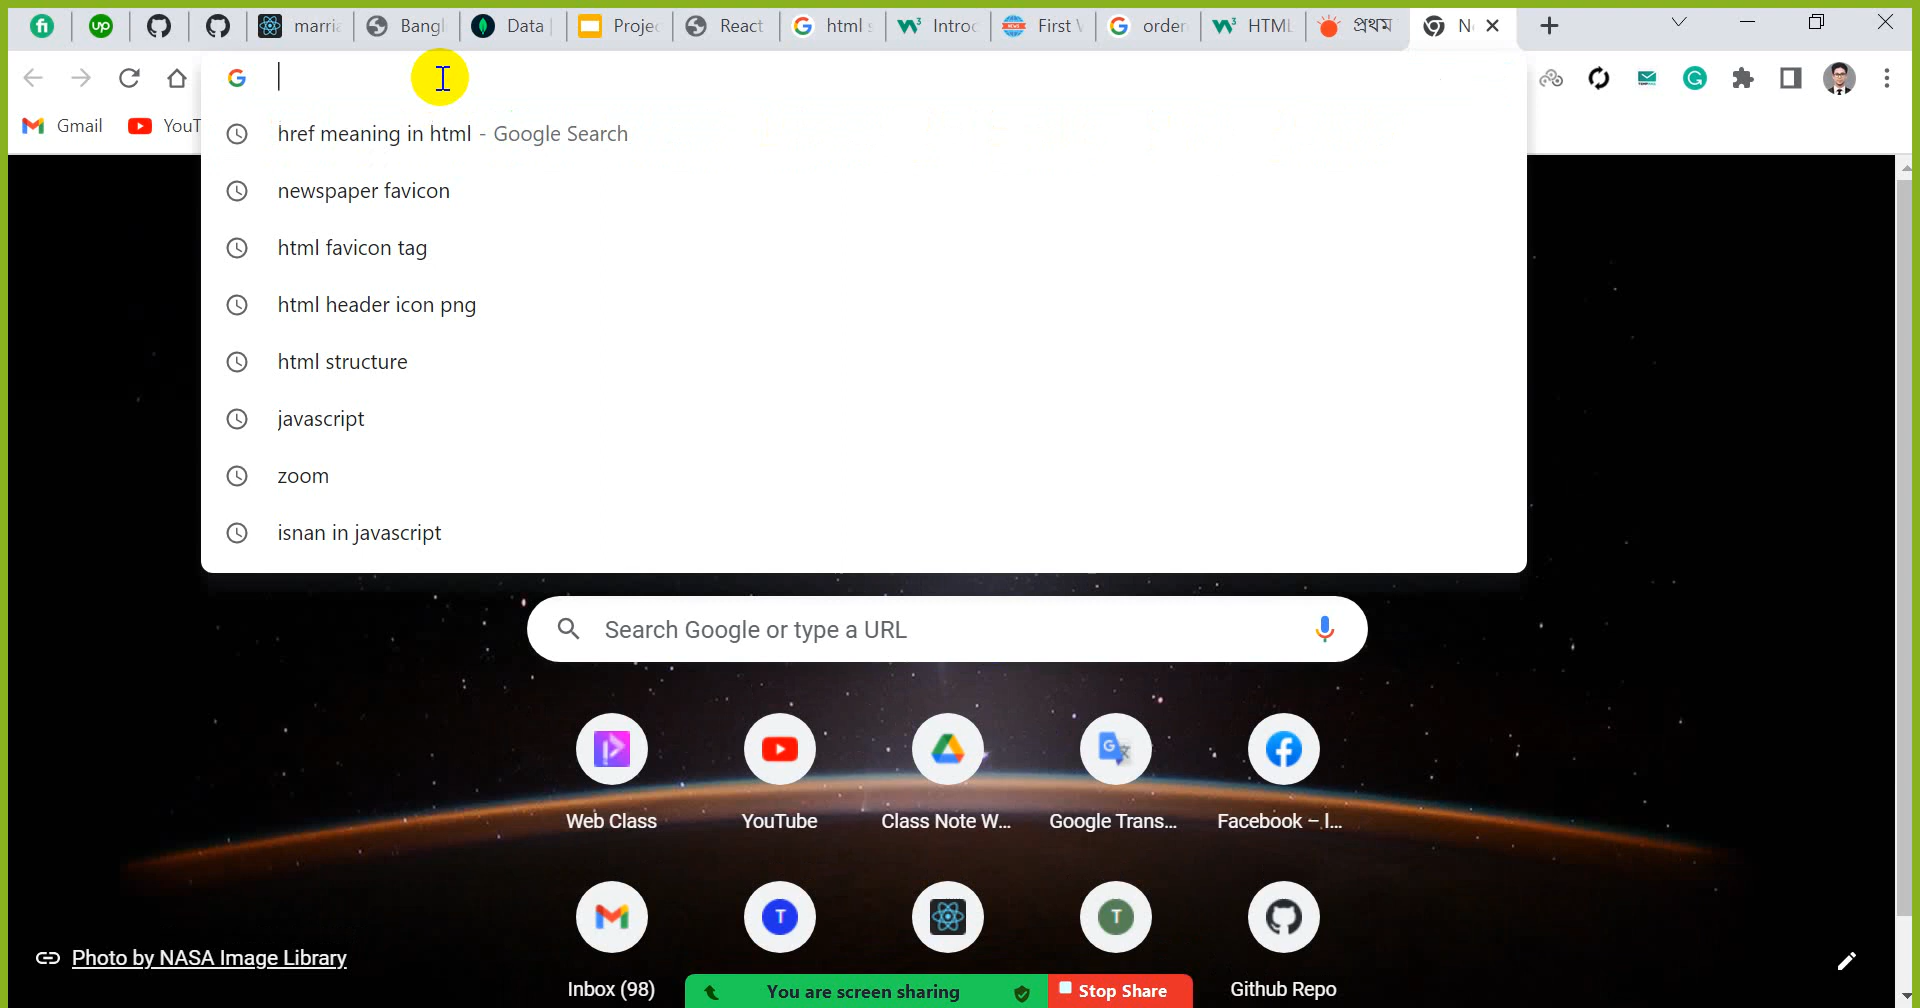 up marria Bangl Data Projec React html s Introd First W order HTML প্রথম N
href meaning in html - Google Search
Gmail YouT
newspaper favicon
html favicon tag
html header icon png
html structure
javascript
zoom
isnan in javascript
Search Google or type a URL
Web Class YouTube Class Note W... Google Trans... Facebook – l...
T T
Photo by NASA Image Library
Inbox (98) You are screen sharing Stop Share Github Repo